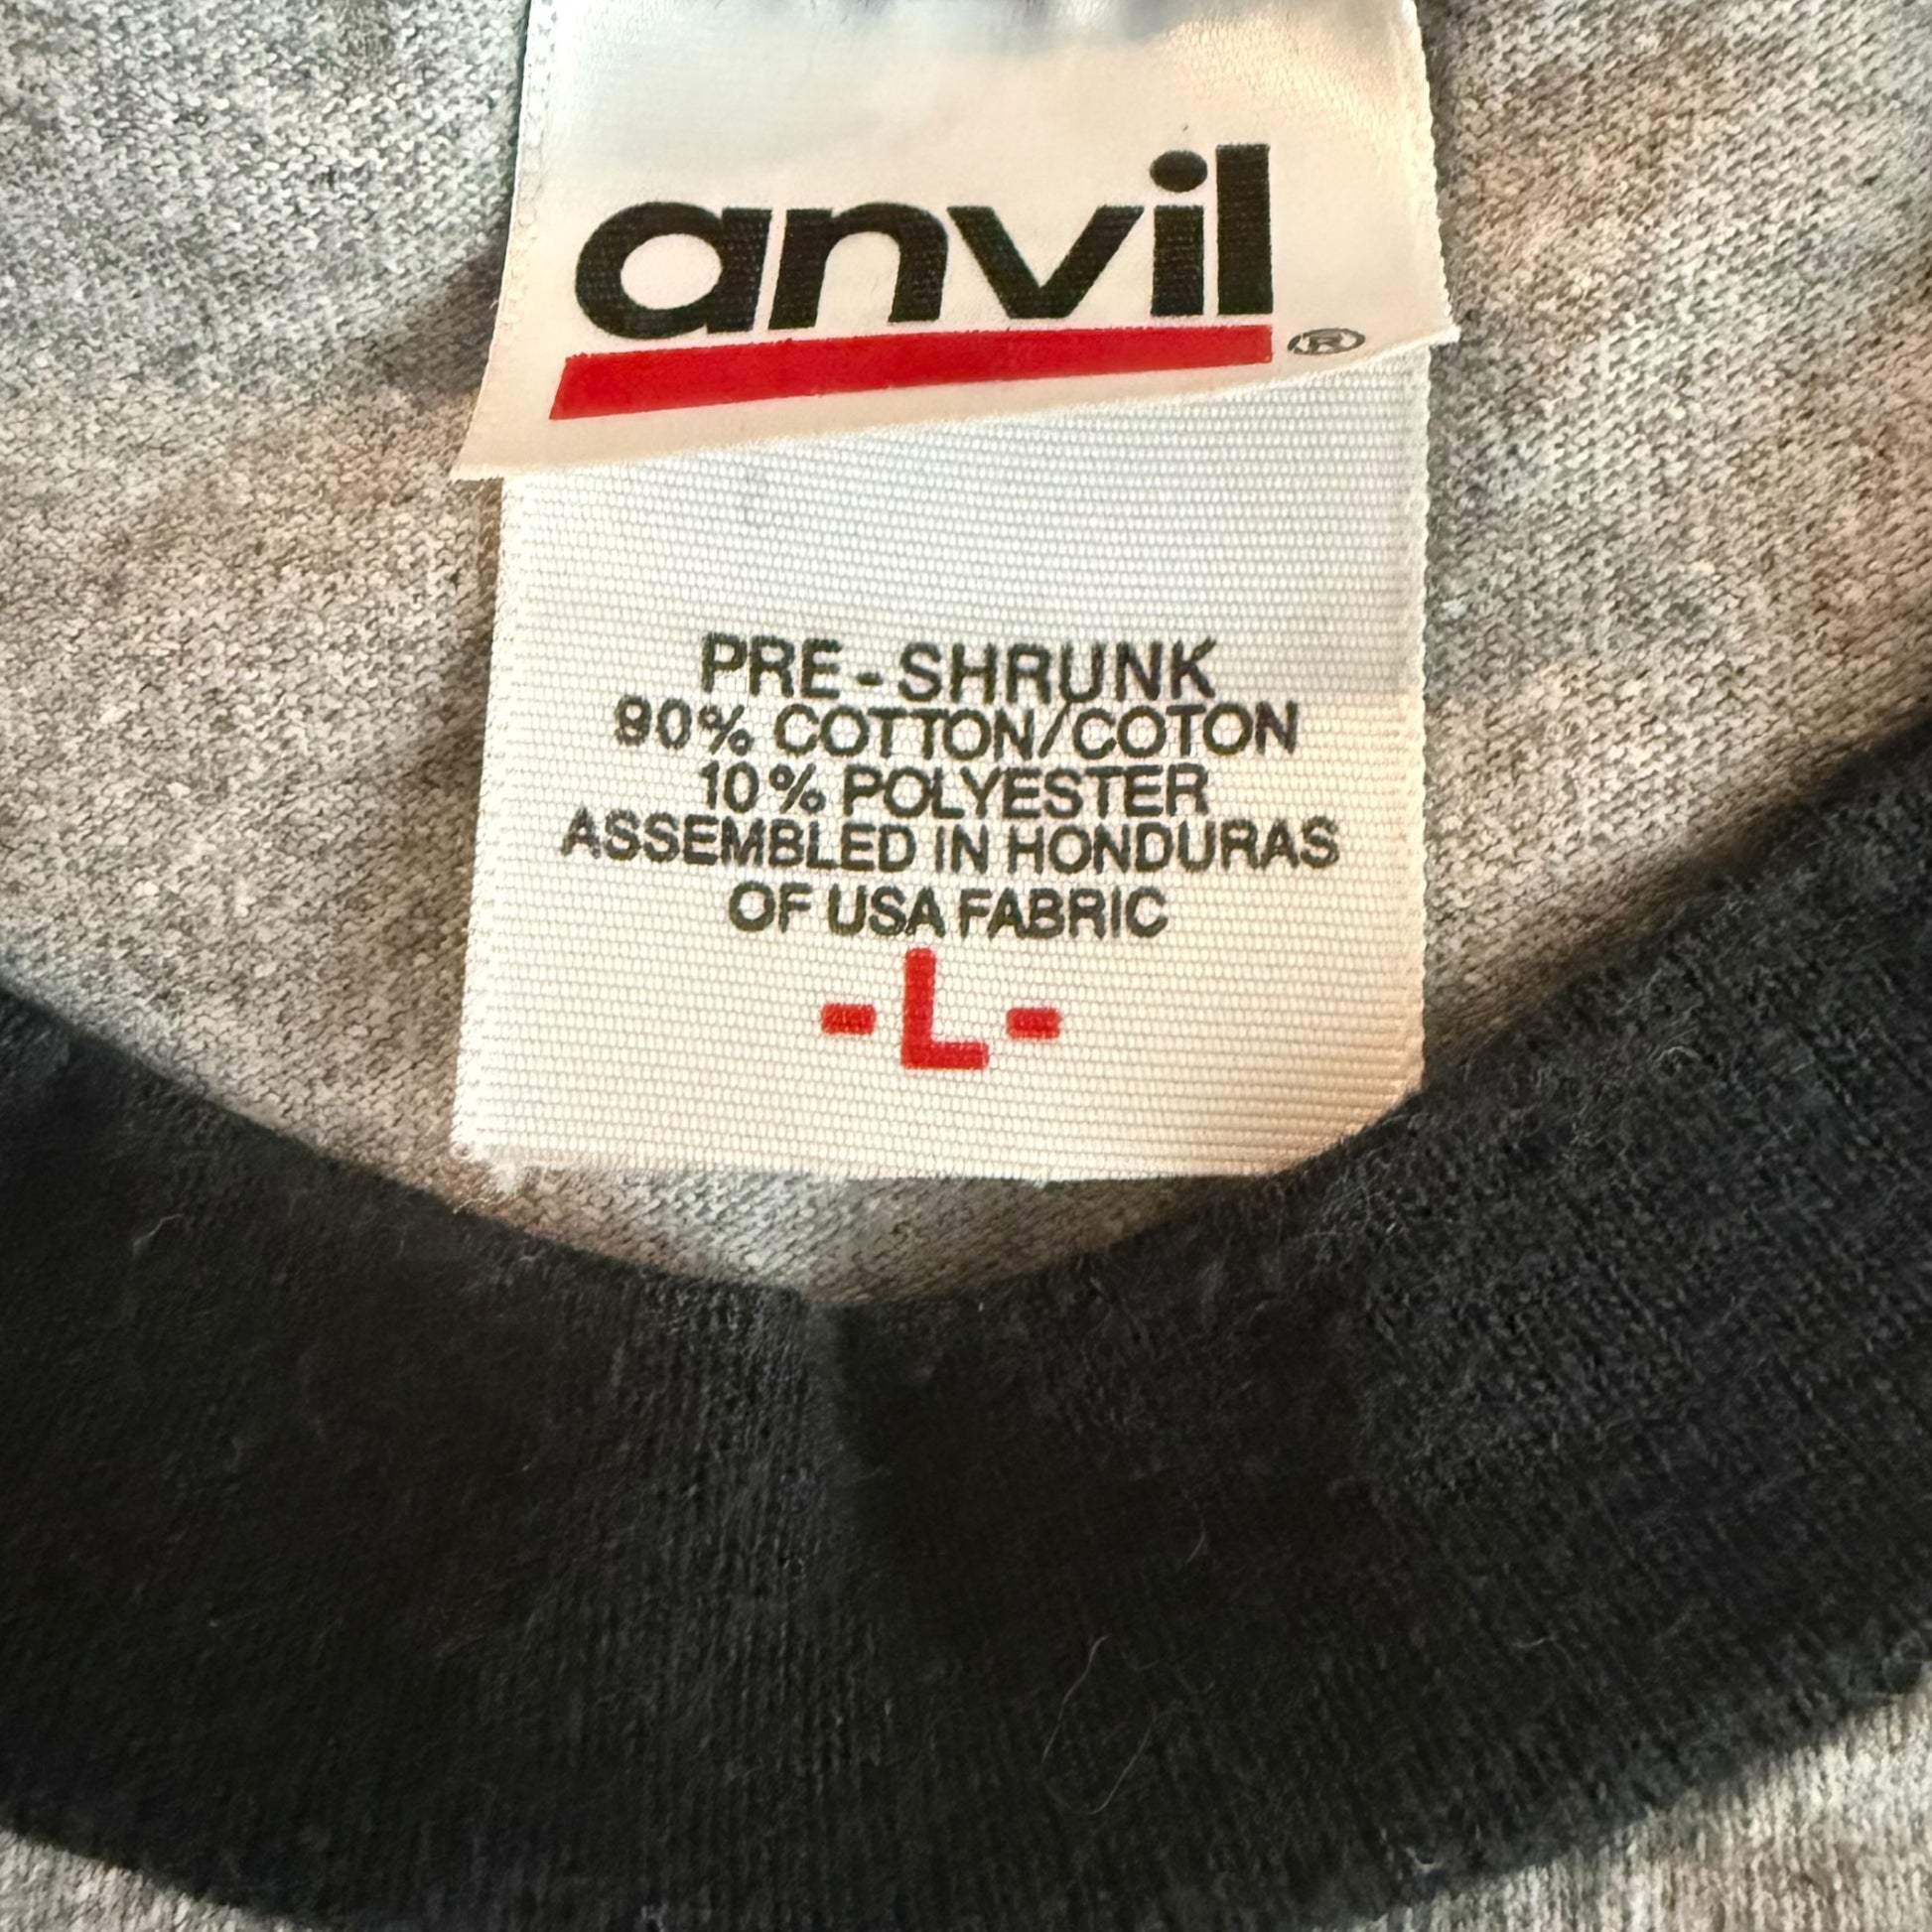 anvil®
PRE-SHRUNK
90% COTTON/COTON
10% POLYESTER
ASSEMBLED IN HONDURAS
OF USA FABRIC
-L-